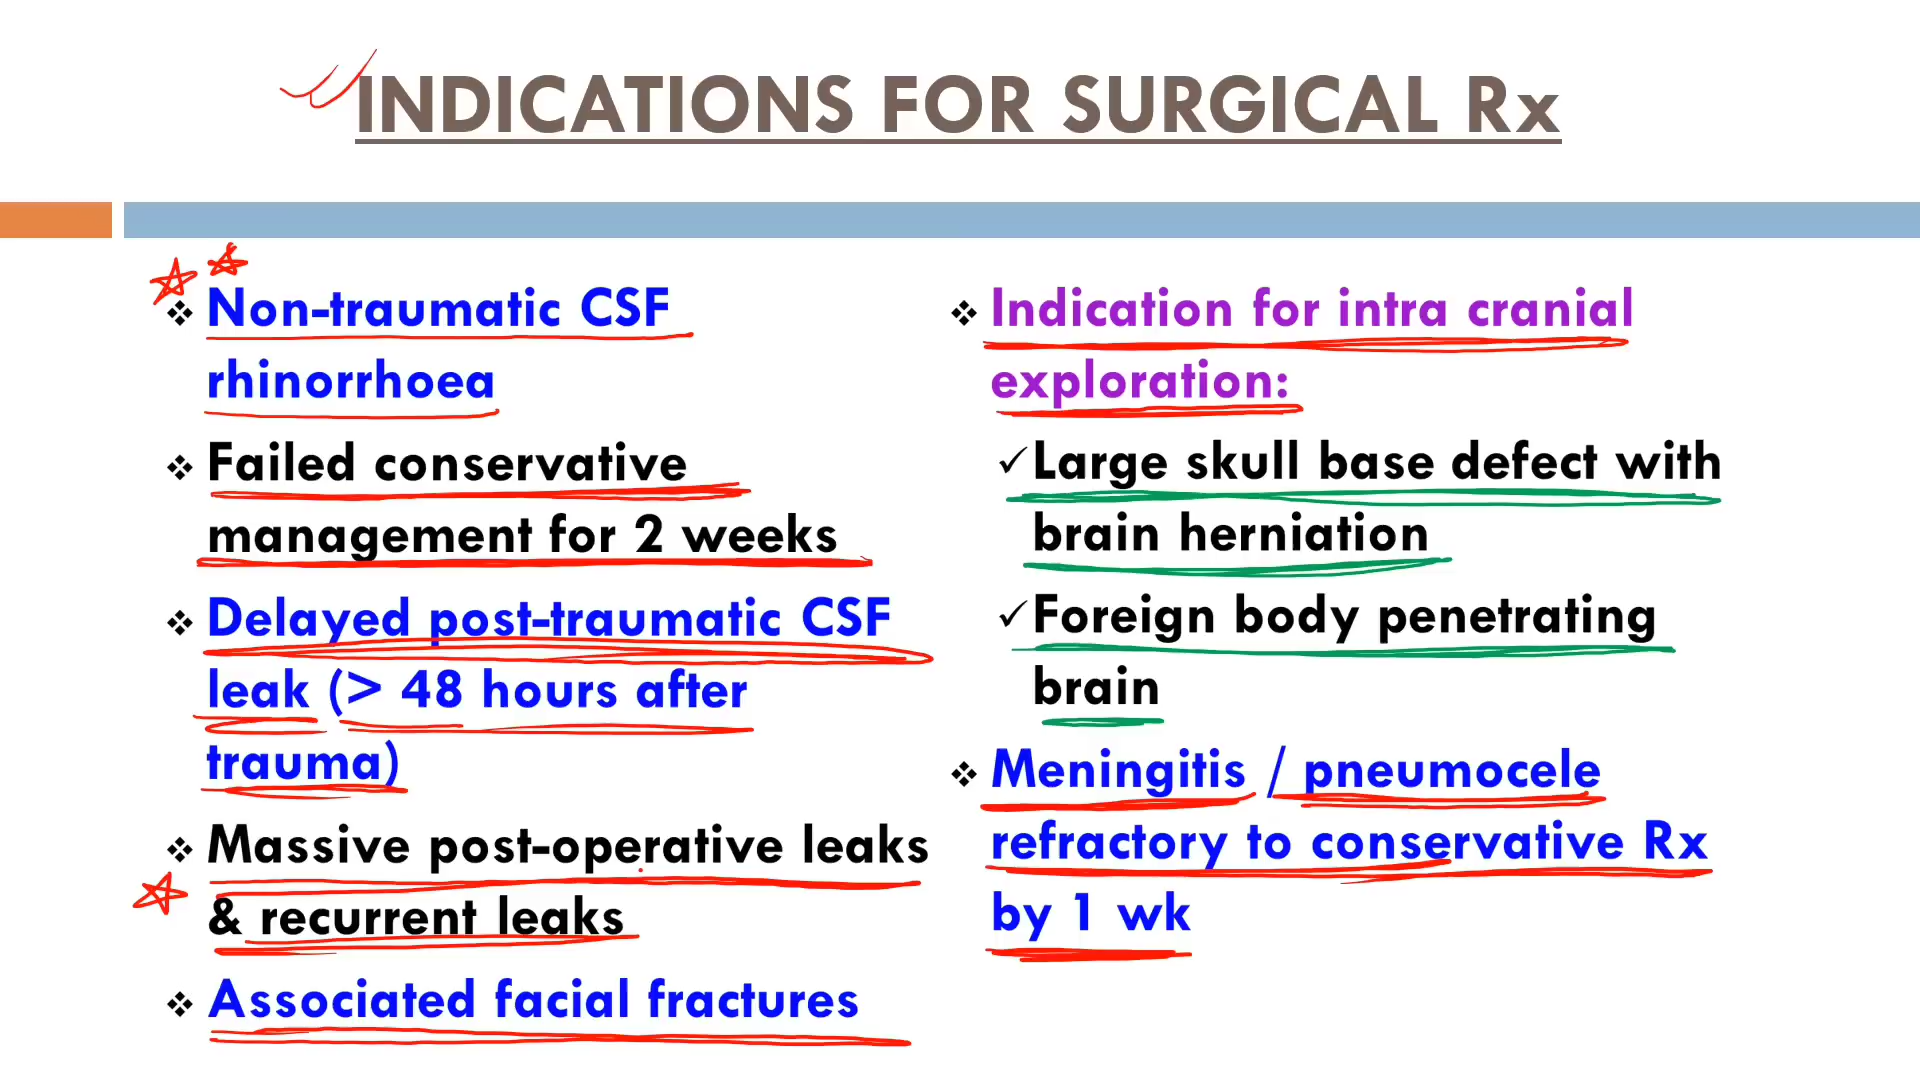 INDICATIONS FOR SURGICAL Rx
Non-traumatic CSF
rhinorrhoea
Failed conservative
management for 2 weeks
Delayed post-traumatic CSF
leak (> 48 hours after
trauma)
Massive post-operative leaks
& recurrent leaks
Associated facial fractures
Indication for intra cranial
exploration:
Large skull base defect with
brain herniation
Foreign body penetrating
brain
Meningitis / pneumocele
refractory to conservative Rx
by 1 wk